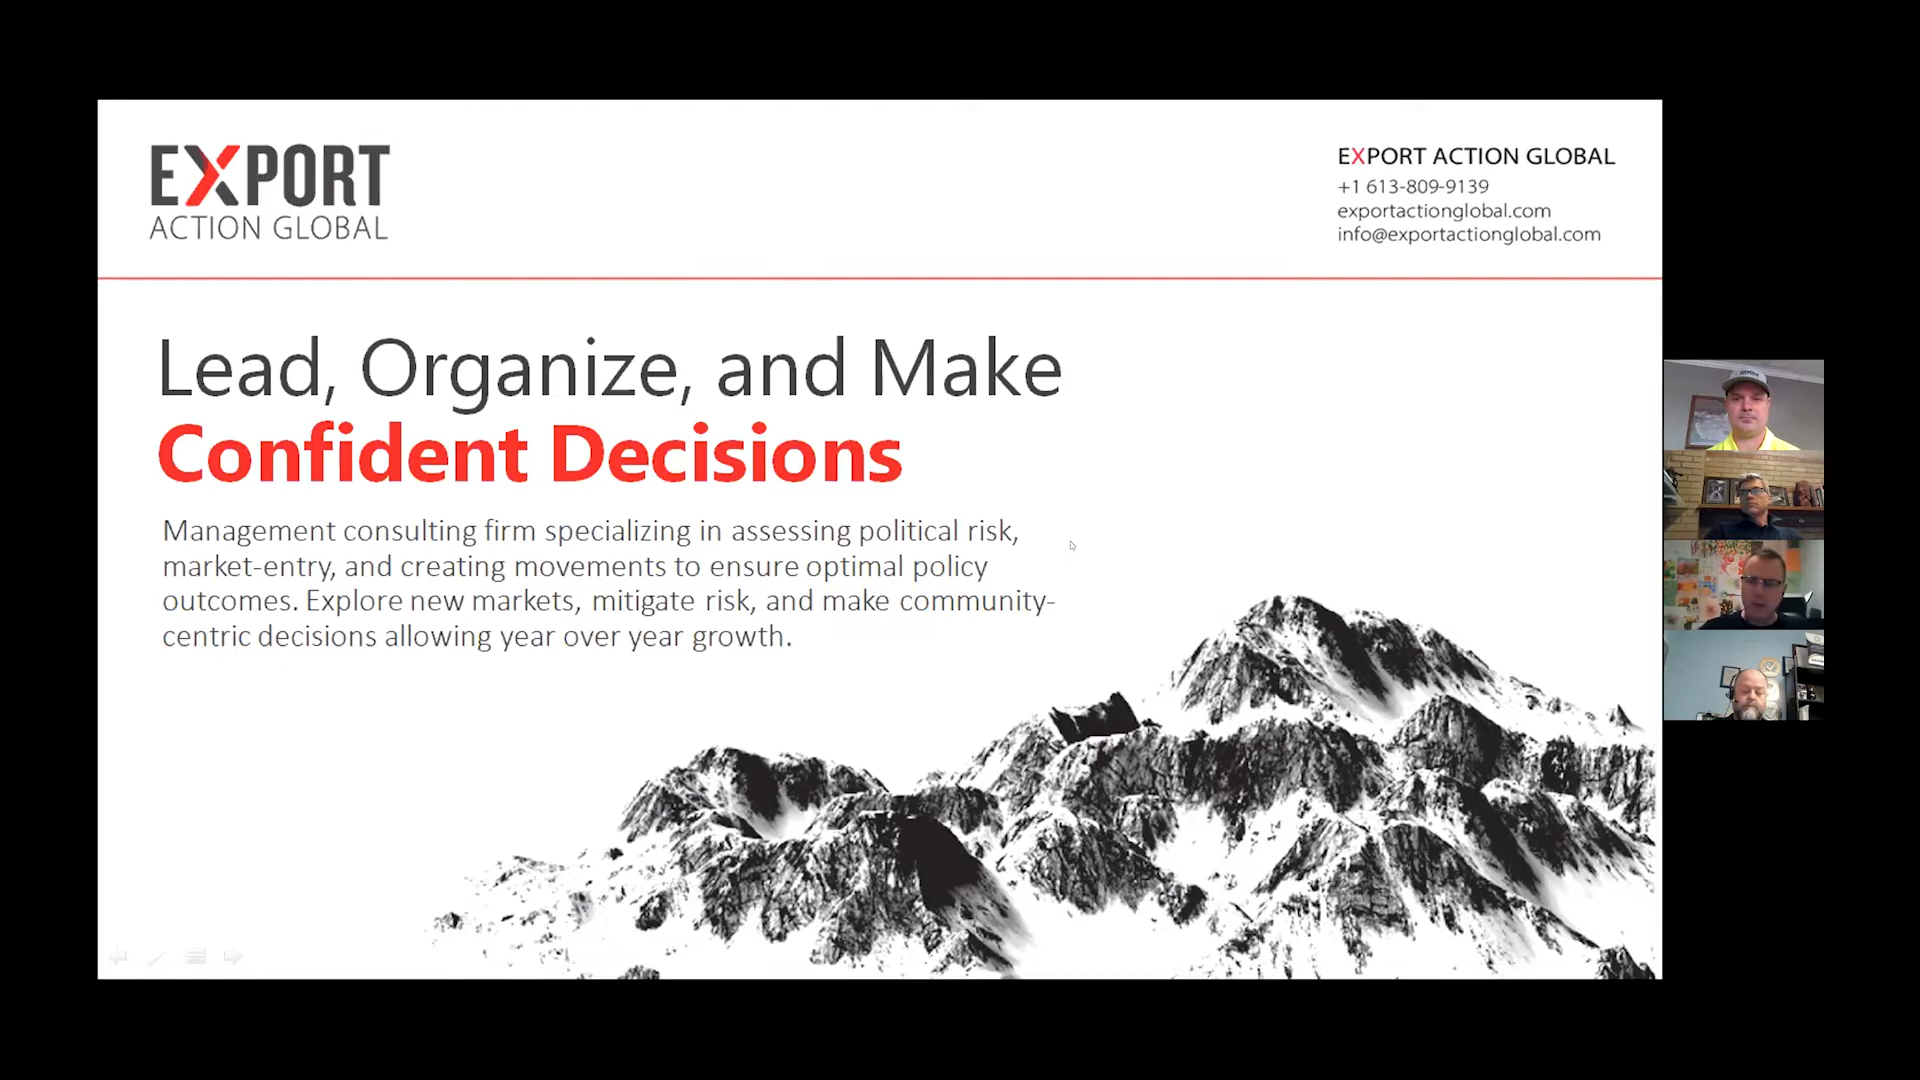 EXPORT
ACTION GLOBAL
EXPORT ACTION GLOBAL
+1 613-809-9139
exportactionglobal.com
info@exportactionglobal.com
Lead, Organize, and Make
Confident Decisions
Management consulting firm specializing in assessing political risk,
market-entry, and creating movements to ensure optimal policy
outcomes. Explore new markets, mitigate risk, and make community-
centric decisions allowing year over year growth.